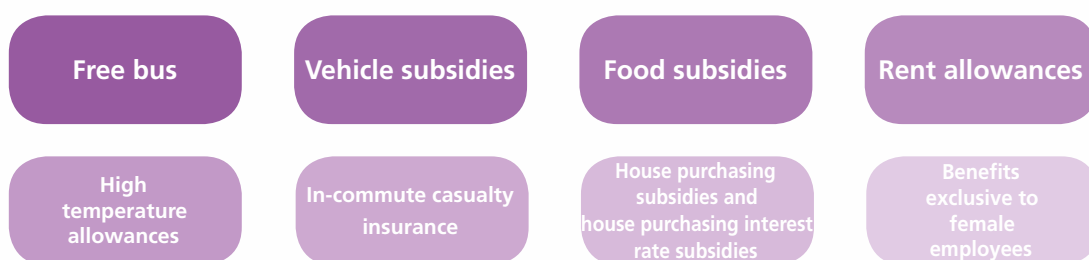 Free bus
Vehicle subsidies
Food subsidies
Rent allowances
High
temperature
allowances
In-commute casualty
insurance
House purchasing
subsidies and
house purchasing interest
rate subsidies
Benefits
exclusive to
female
employees